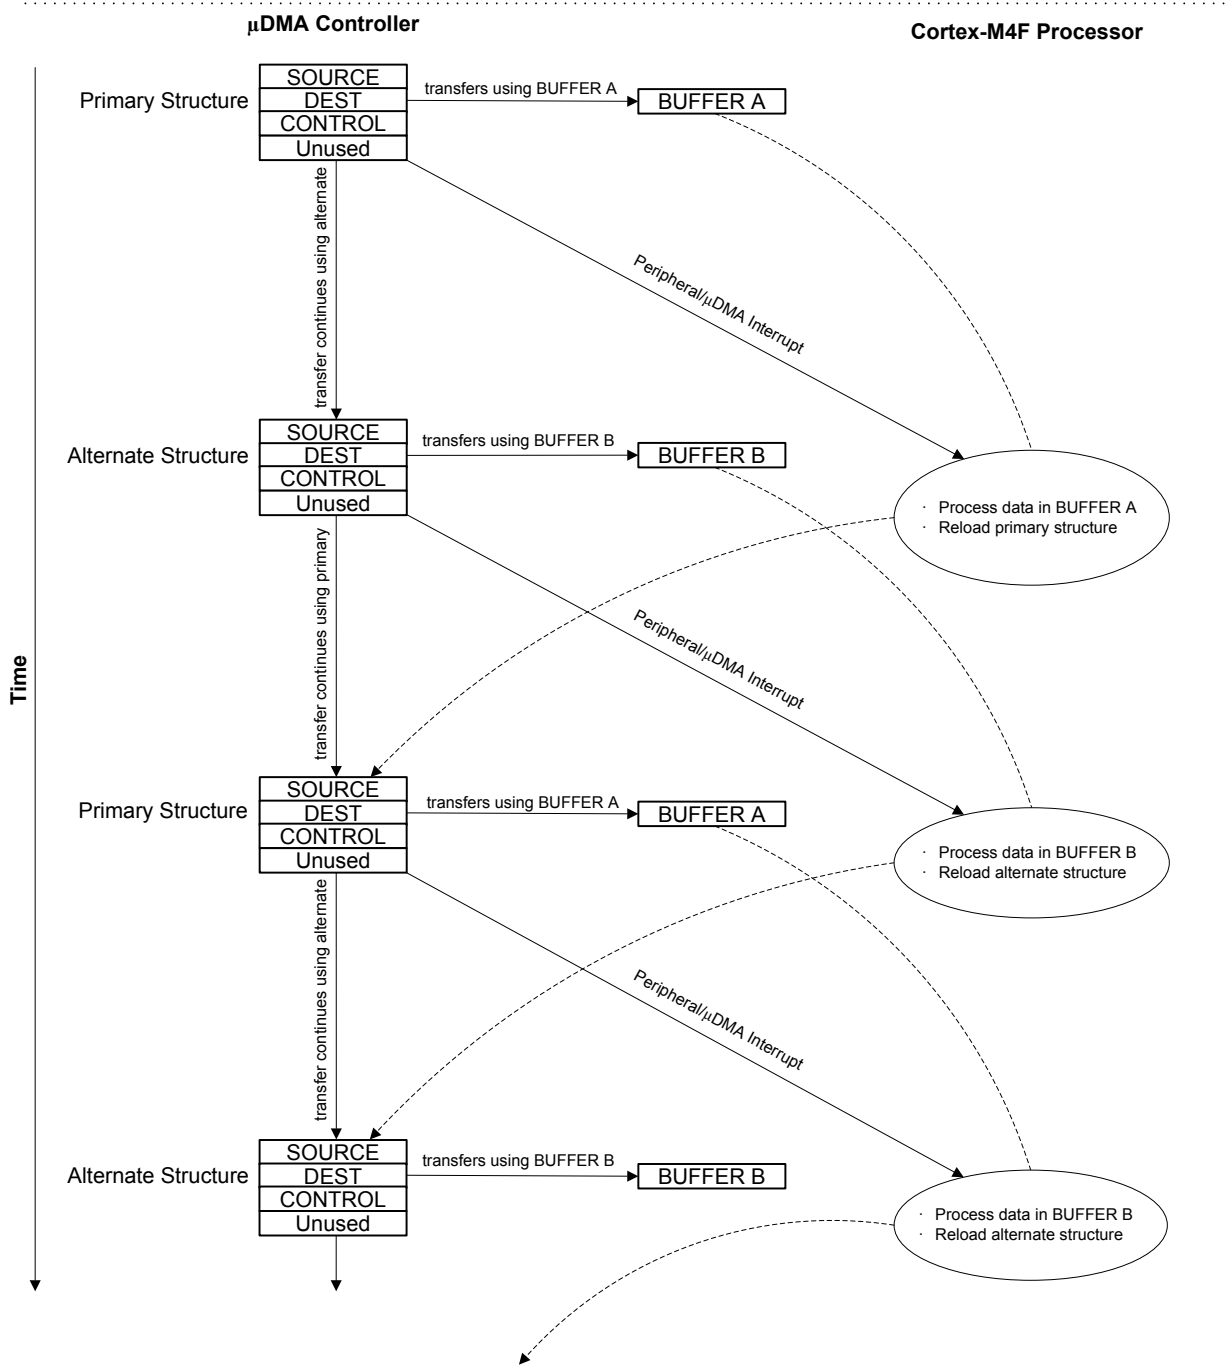 µDMA Controller
Cortex-M4F Processor
Primary Structure
SOURCE
DEST
CONTROL
Unused
transfers using BUFFER A
BUFFER A
transfer continues using alternate
Peripheral/µDMA Interrupt
Alternate Structure
SOURCE
DEST
CONTROL
Unused
transfers using BUFFER B
BUFFER B
· Process data in BUFFER A
· Reload primary structure
transfer continues using primary
Peripheral/µDMA Interrupt
Time
Primary Structure
SOURCE
DEST
CONTROL
Unused
transfers using BUFFER A
BUFFER A
· Process data in BUFFER B
· Reload alternate structure
transfer continues using alternate
Peripheral/µDMA Interrupt
Alternate Structure
SOURCE
DEST
CONTROL
Unused
transfers using BUFFER B
BUFFER B
· Process data in BUFFER B
· Reload alternate structure